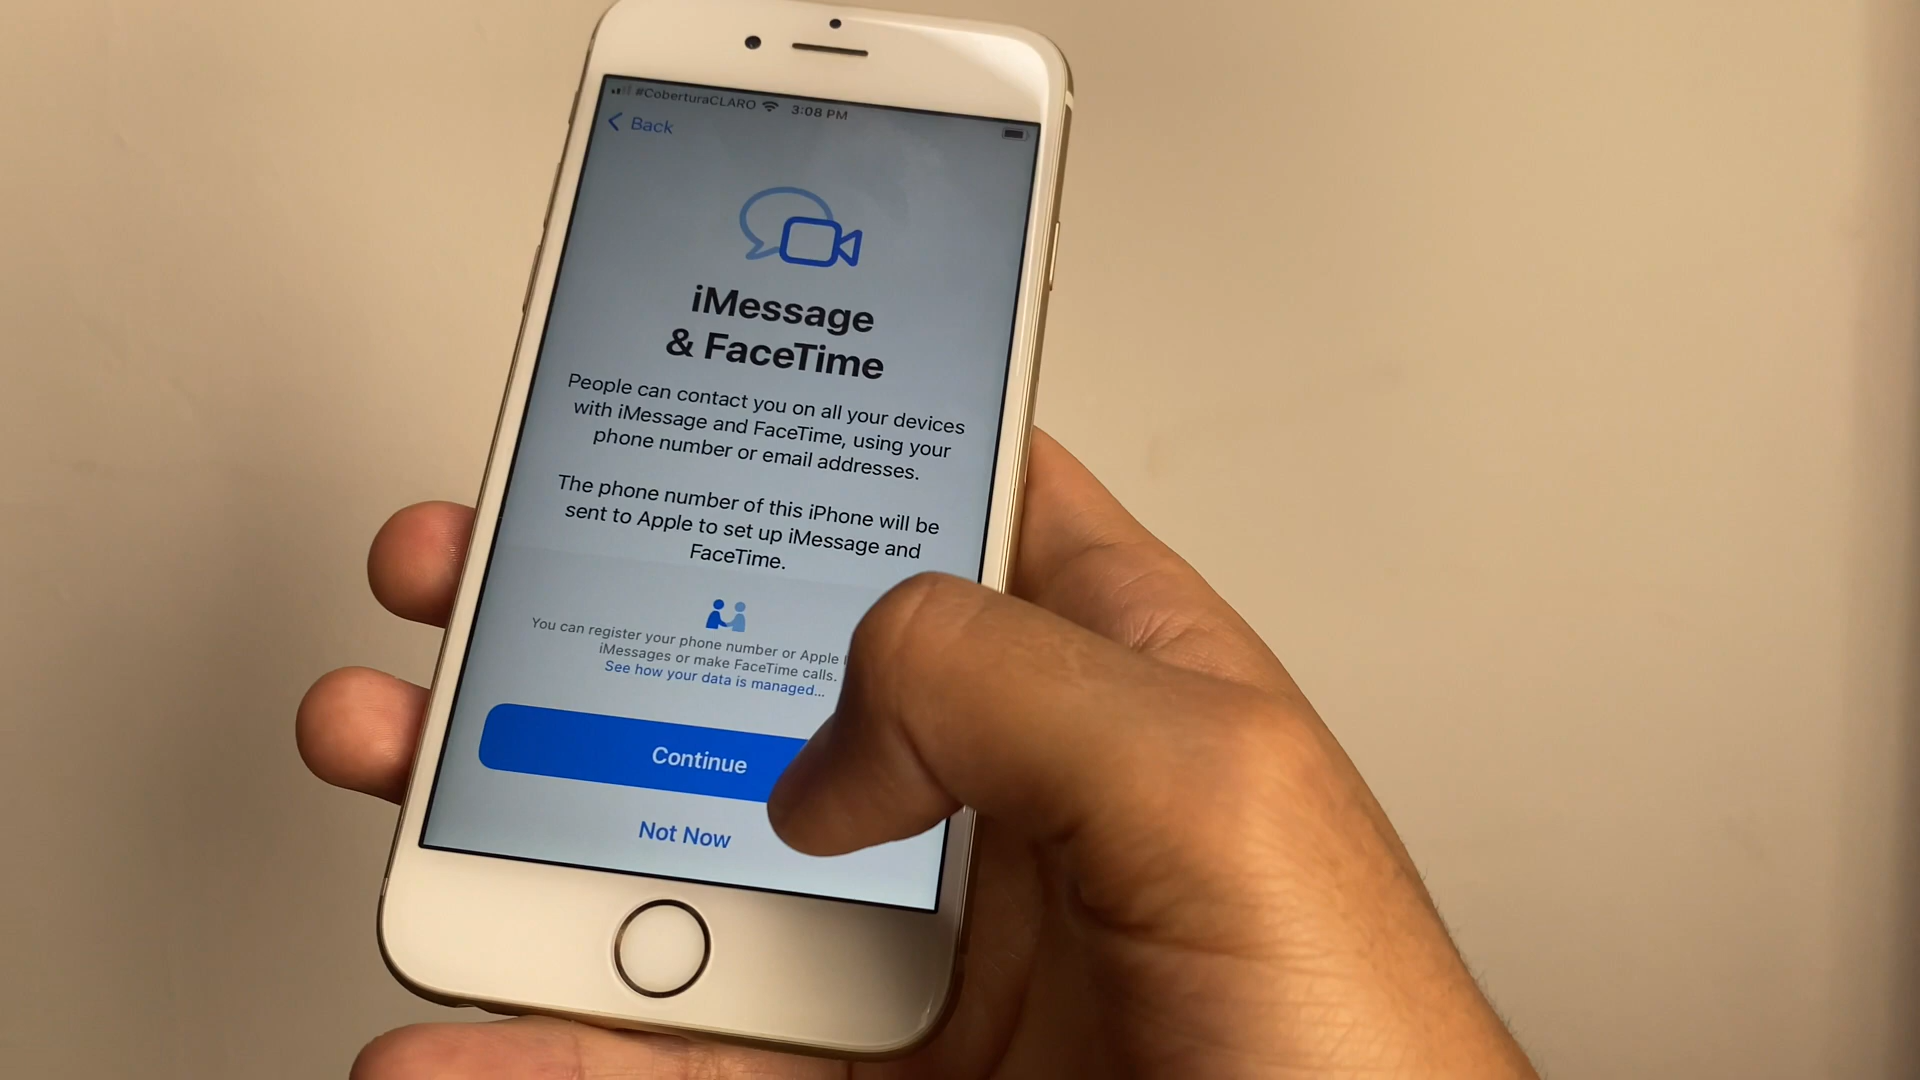 #CoberturaCLARO 3:08 PM
Back
iMessage
& FaceTime
People can contact you on all your devices
with iMessage and FaceTime, using your
phone number or email addresses.
The phone number of this iPhone will be
sent to Apple to set up iMessage and
FaceTime.
You can register your phone number or Apple
iMessages or make FaceTime calls.
See how your data is managed...
Continue
Not Now